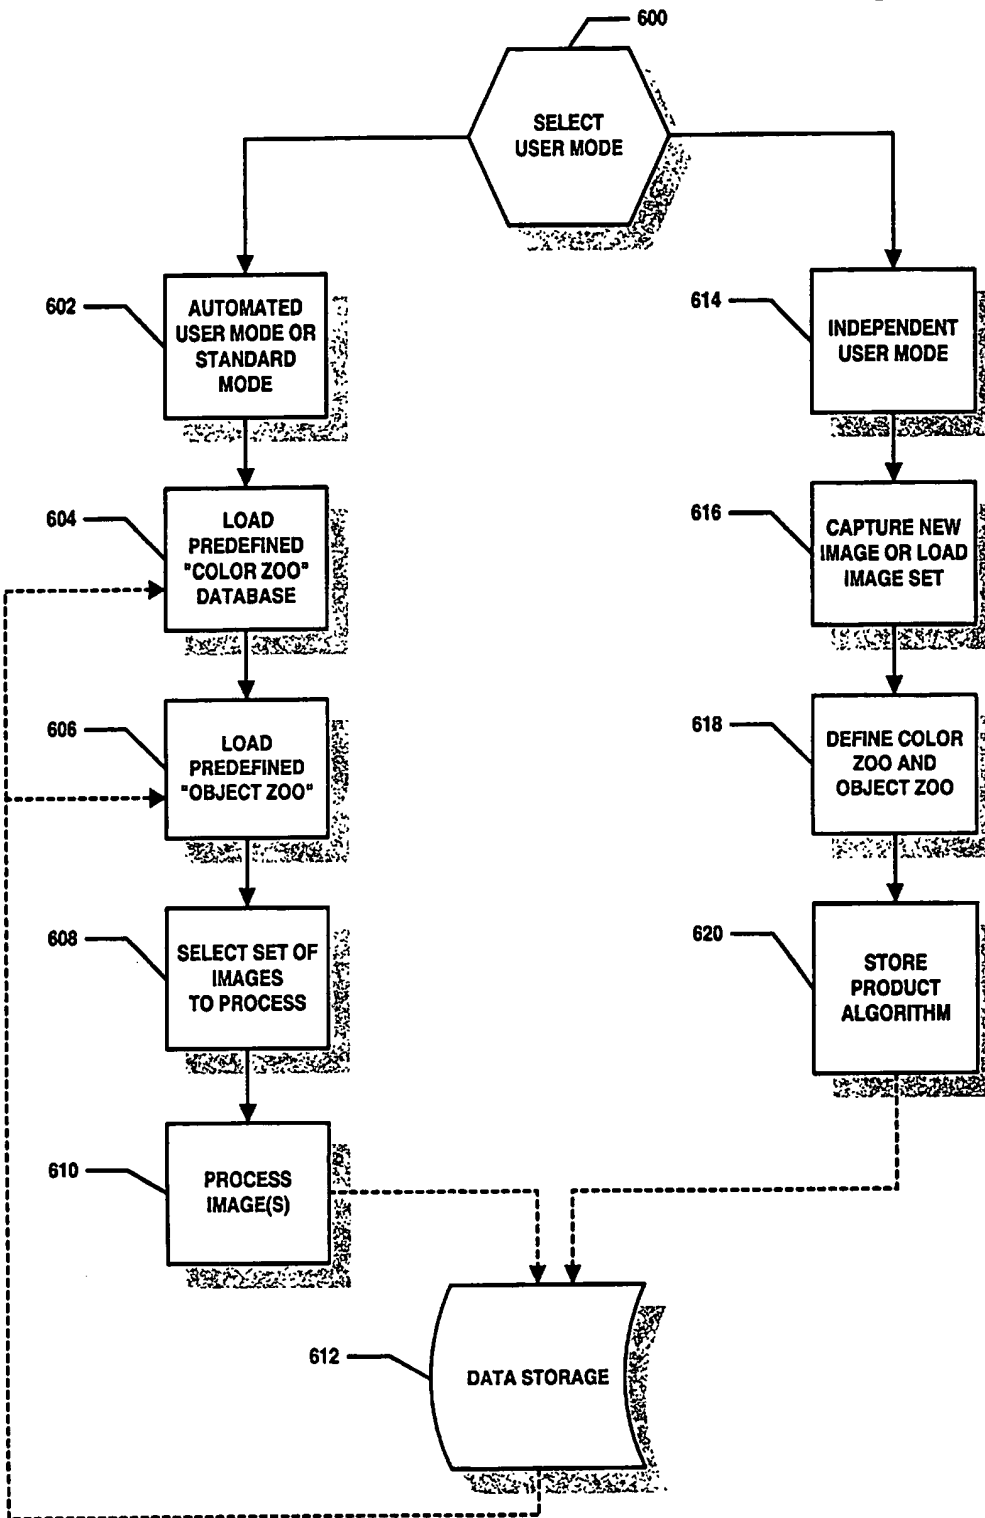 600
SELECT
USER MODE
602
AUTOMATED
USER MODE OR
STANDARD
MODE
614
INDEPENDENT
USER MODE
604
LOAD
PREDEFINED
"COLOR ZOO"
DATABASE
616
CAPTURE NEW
IMAGE OR LOAD
IMAGE SET
606
LOAD
PREDEFINED
"OBJECT ZOO"
618
DEFINE COLOR
ZOO AND
OBJECT ZOO
608
SELECT SET OF
IMAGES
TO PROCESS
620
STORE
PRODUCT
ALGORITHM
610
PROCESS
IMAGE(S)
612
DATA STORAGE